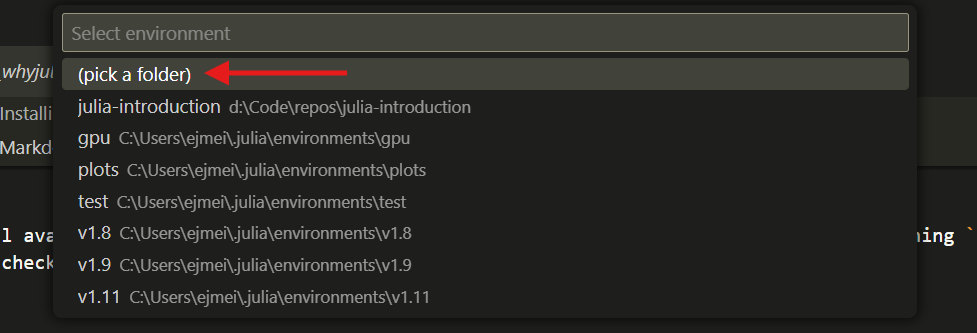 Select environment
(pick a folder)
_whyjul
julia-introduction d:\Code\repos\julia-introduction
Installi
gpu C:\Users\ejmei\.julia\environments\gpu
Markd
plots C:\Users\ejmei\.julia\environments\plots
test C:\Users\ejmei\.julia\environments\test
v1.8 C:\Users\ejmei\.julia\environments\v1.8
l ava
ning `
v1.9 C:\Users\ejmei\.julia\environments\v1.9
check
v1.11 C:\Users\ejmei\.julia\environments\v1.11